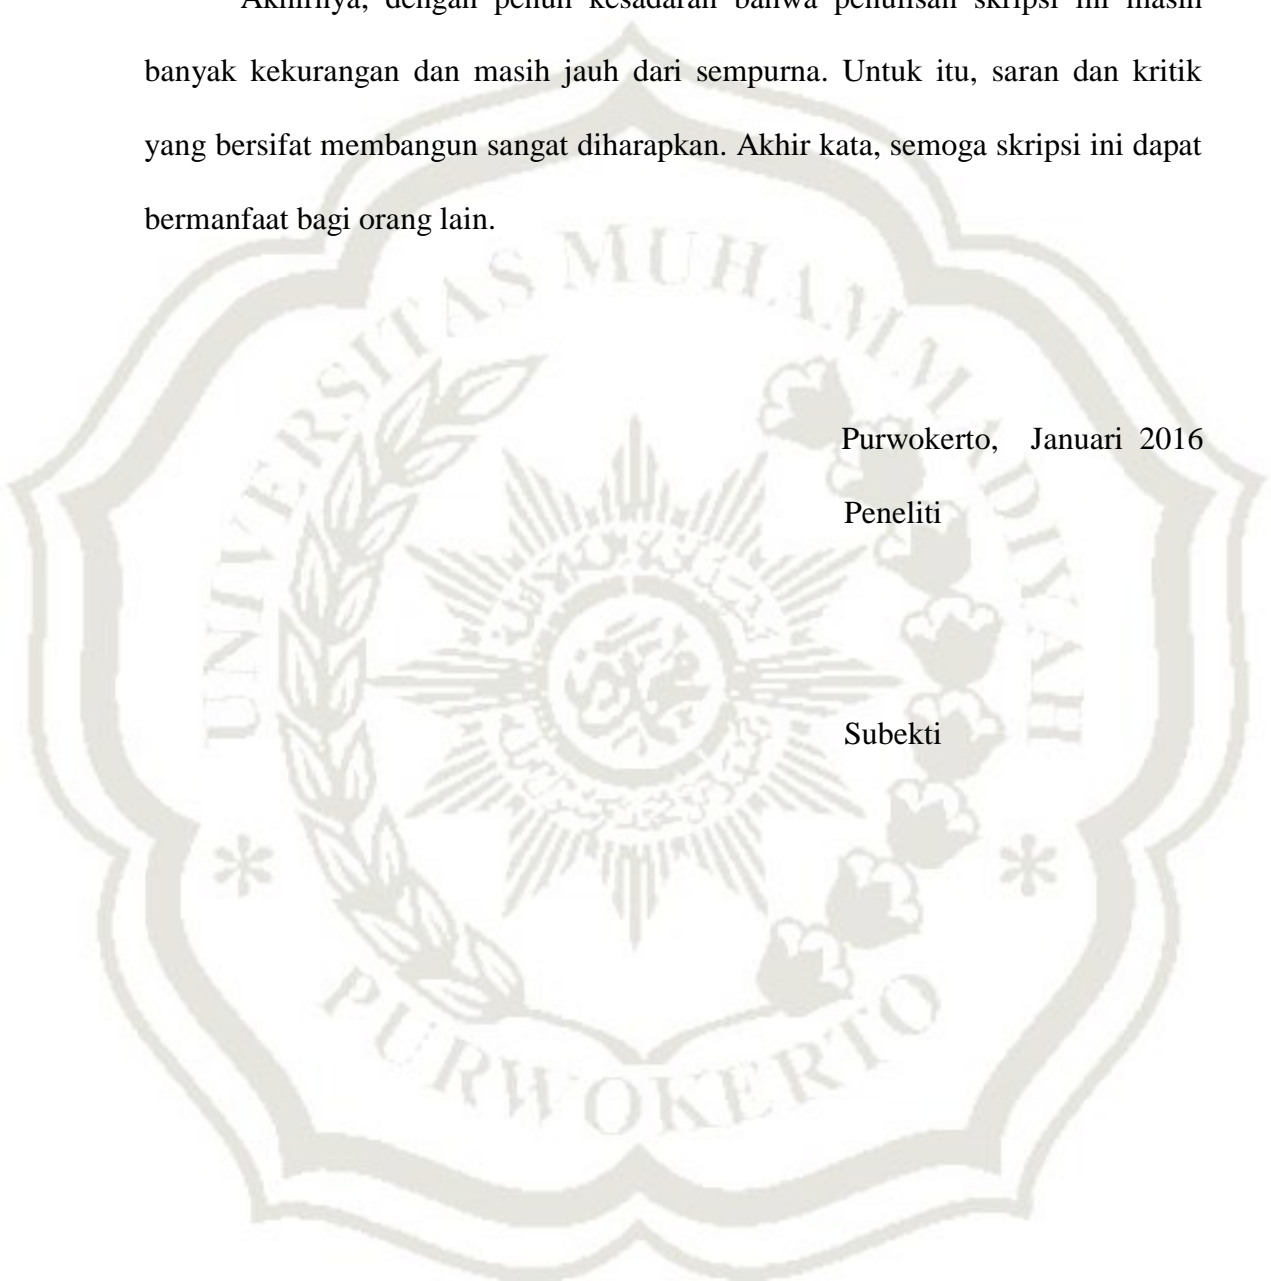 Akhirnya, dengan penuh kesadaran bahwa penulisan skripsi ini masih
banyak kekurangan dan masih jauh dari sempurna. Untuk itu, saran dan kritik
yang bersifat membangun sangat diharapkan. Akhir kata, semoga skripsi ini dapat
bermanfaat bagi orang lain.
UNIVERSITAS MUHAMMADIYAH
Purwokerto, Januari 2016
Peneliti
Subekti
PURWOKERTO